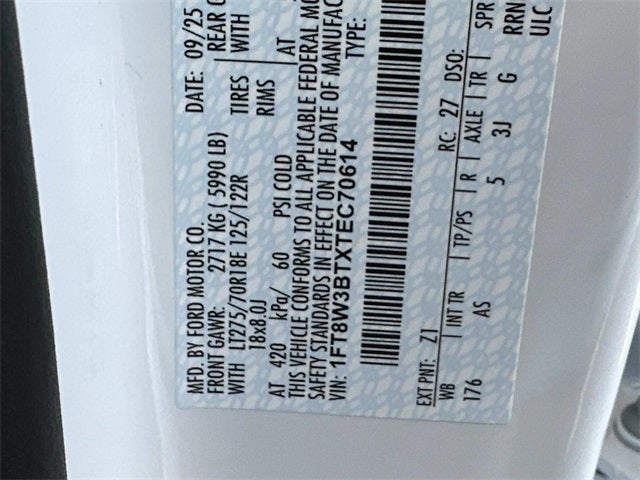 MFD. BY FORD MOTOR CO. DATE: 09/25
FRONT GAWR: 2717 KG ( 5990 LB) REAR
WITH LT275/70R18E 125/122R TIRES WITH
18x8.0J RIMS
AT 420 kPa/ 60 PSI COLD AT
THIS VEHICLE CONFORMS TO ALL APPLICABLE FEDERAL
SAFETY STANDARDS IN EFFECT ON THE DATE OF
VIN: 1FT8W3BTXTEC70614 TYPE:
EXT PNT: Z1 RC: 27 DSO:
WB INT TR TP/PS R AXLE TR SPR
176 AS 5 3J G RRN
ULC